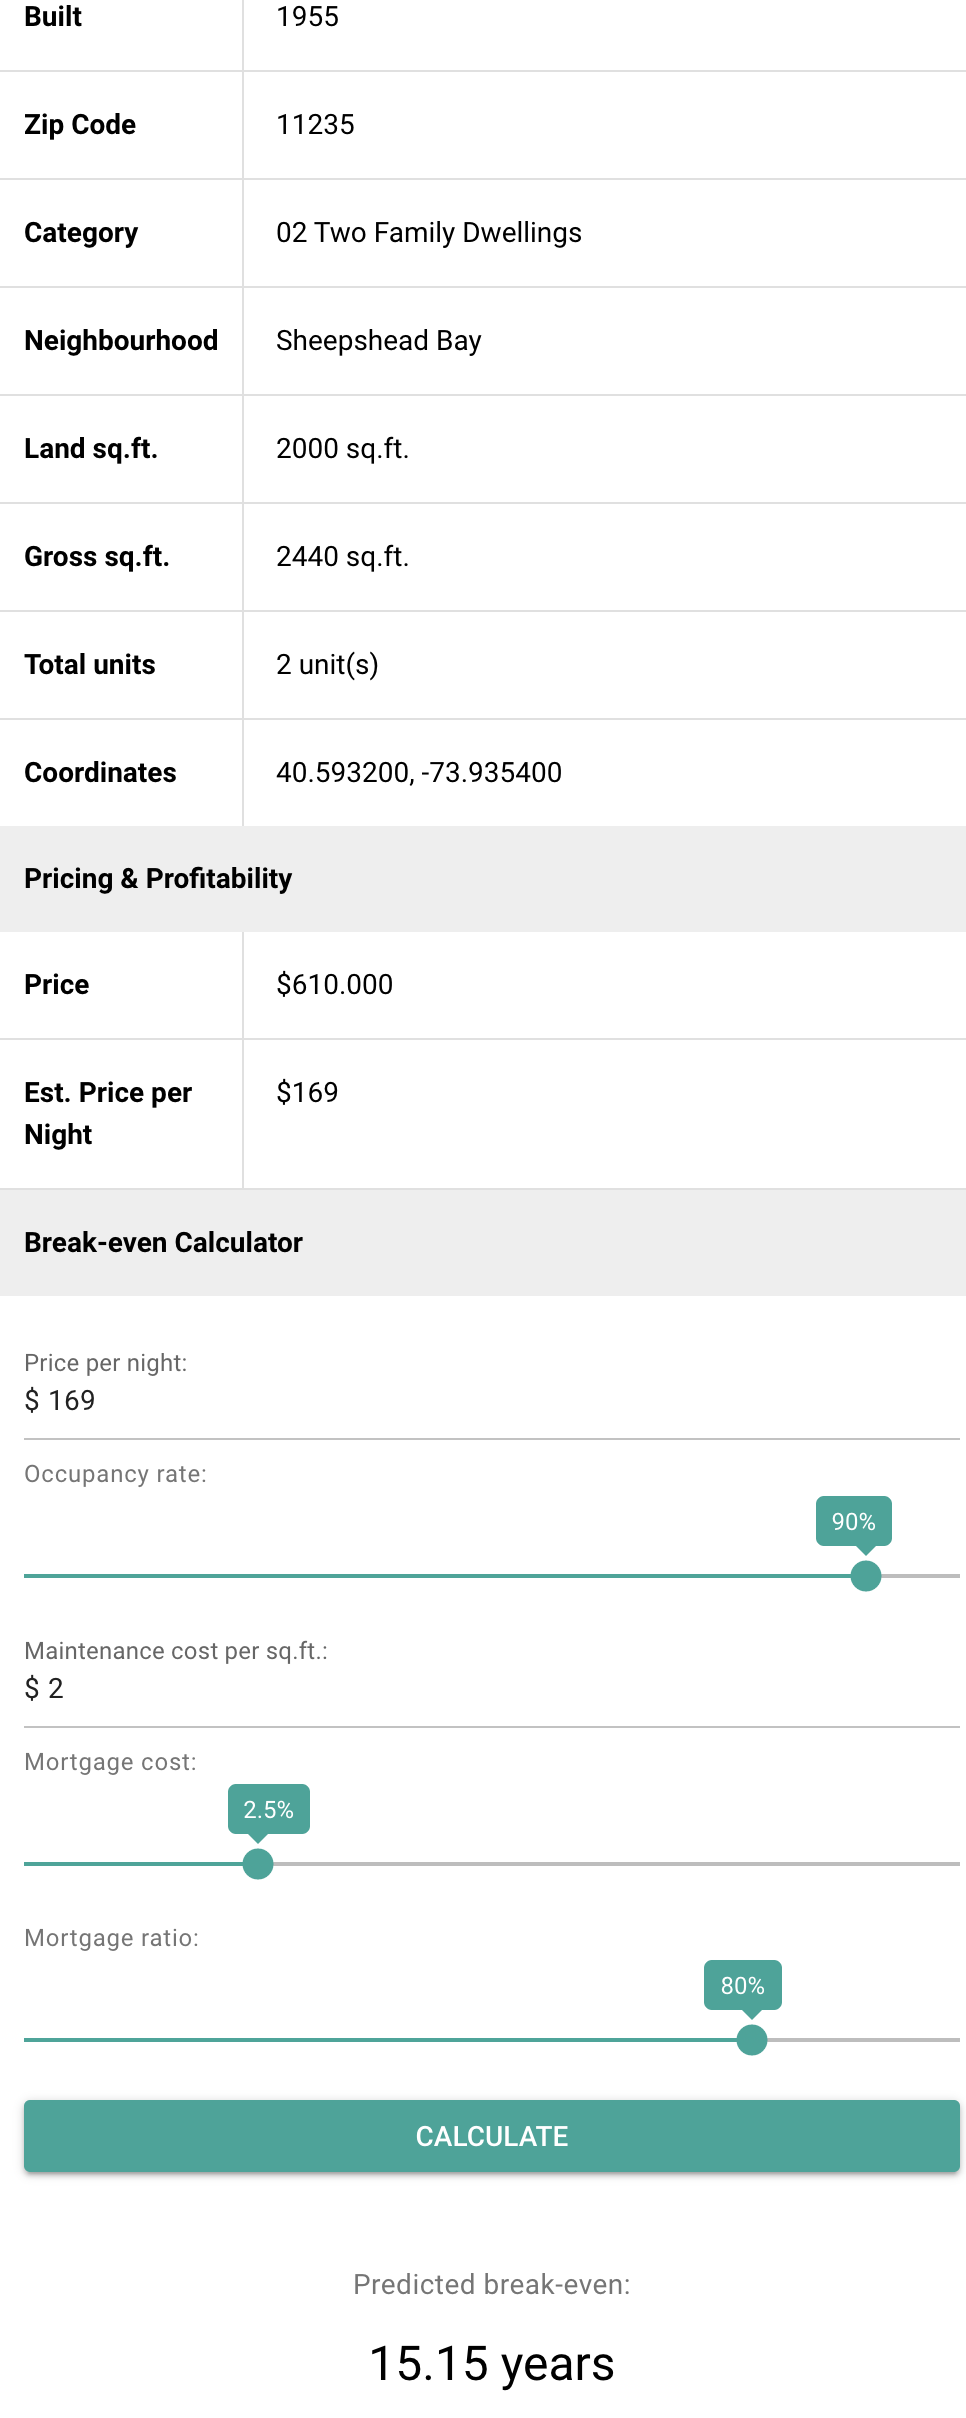 Built 1955
Zip Code 11235
Category 02 Two Family Dwellings
Neighbourhood Sheepshead Bay
Land sq.ft. 2000 sq.ft.
Gross sq.ft. 2440 sq.ft.
Total units 2 unit(s)
Coordinates 40.593200, -73.935400
Pricing & Profitability
Price $610.000
Est. Price per $169
Night
Break-even Calculator
Price per night:
$ 169
Occupancy rate:
90%
Maintenance cost per sq.ft.:
$ 2
Mortgage cost:
2.5%
Mortgage ratio:
80%
CALCULATE
Predicted break-even:
15.15 years